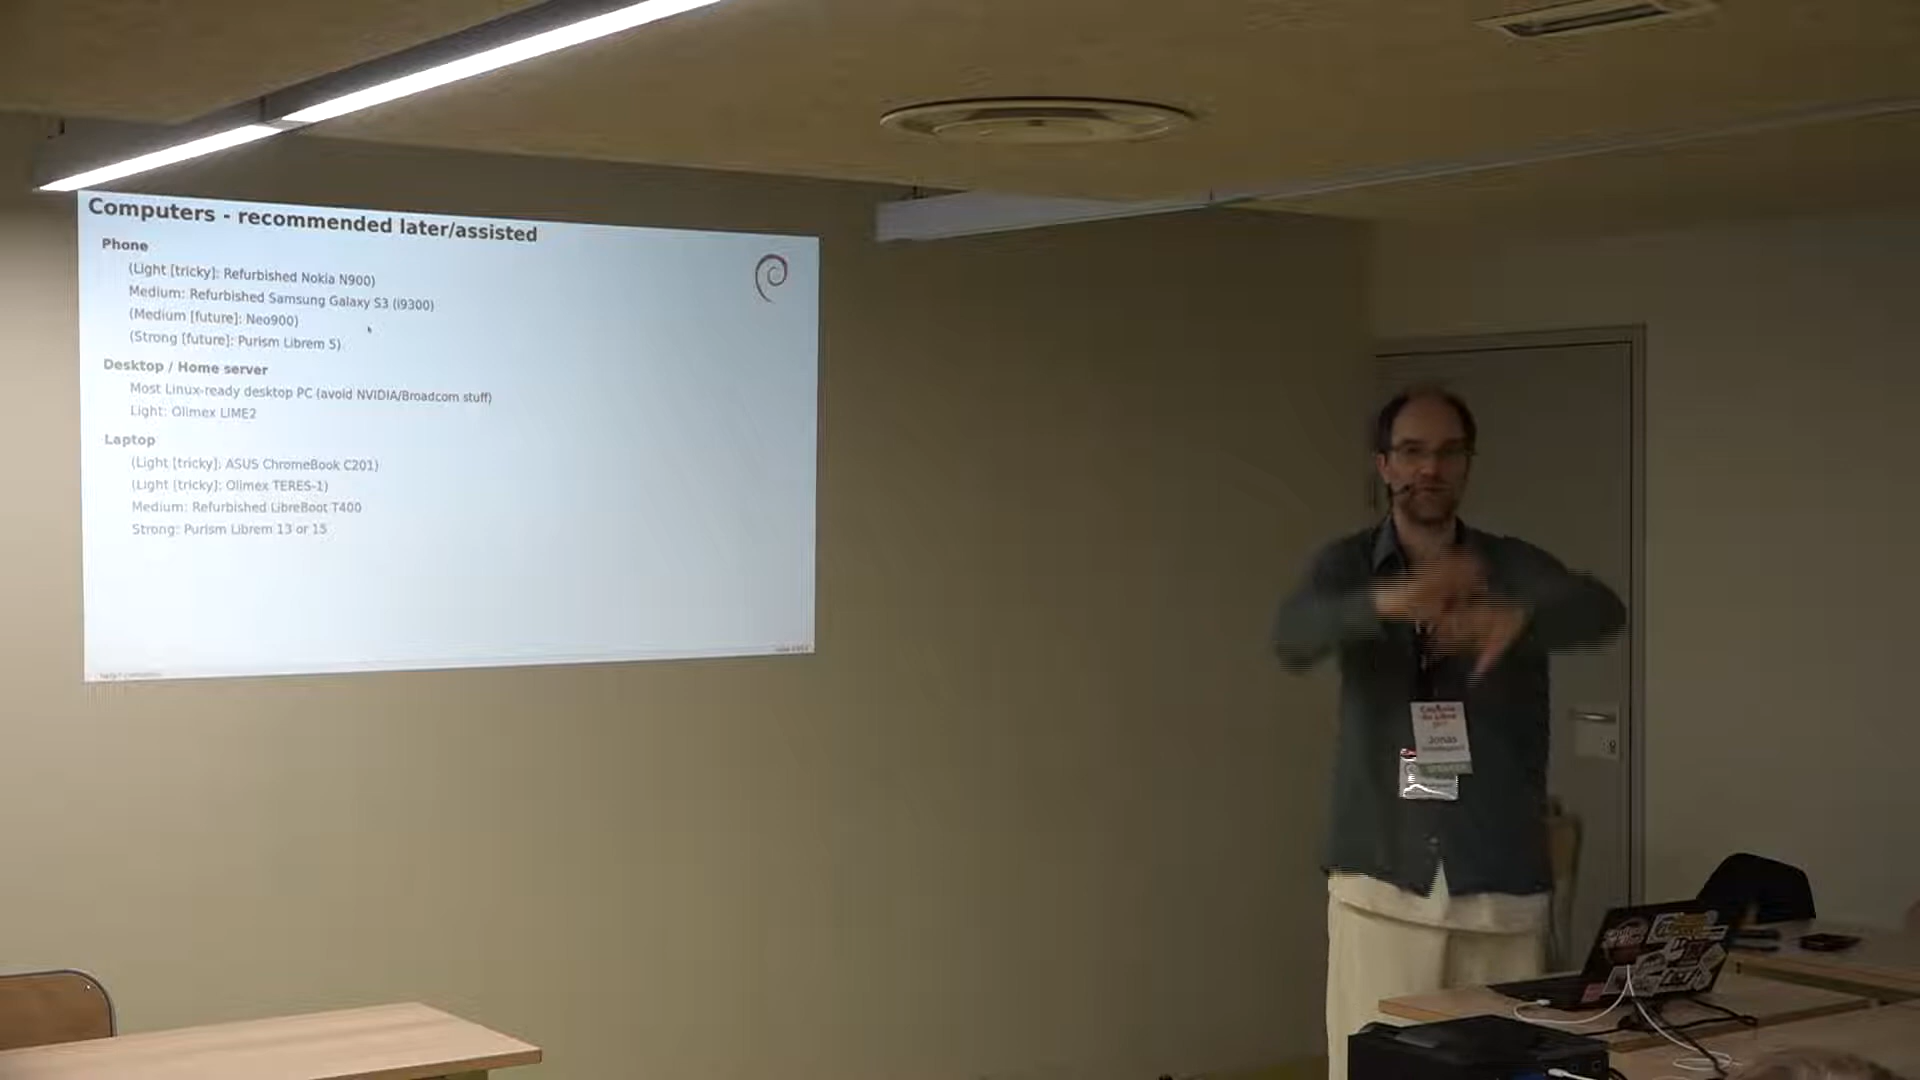 Computers - recommended later/assisted
Phone
(Light [tricky]: Refurbished Nokia N900)
Medium: Refurbished Samsung Galaxy S3 (i9300)
(Medium [future]: Neo900)
(Strong [future]: Purism Librem 5)
Desktop / Home server
Most Linux-ready desktop PC (avoid NVIDIA/Broadcom stuff)
Light: Olimex LIME2
Laptop
(Light [tricky]: ASUS ChromeBook C201)
(Light [tricky]: Olimex TERES-1)
Medium: Refurbished LibreBoot T400
Strong: Purism Librem 13 or 15
Jonas